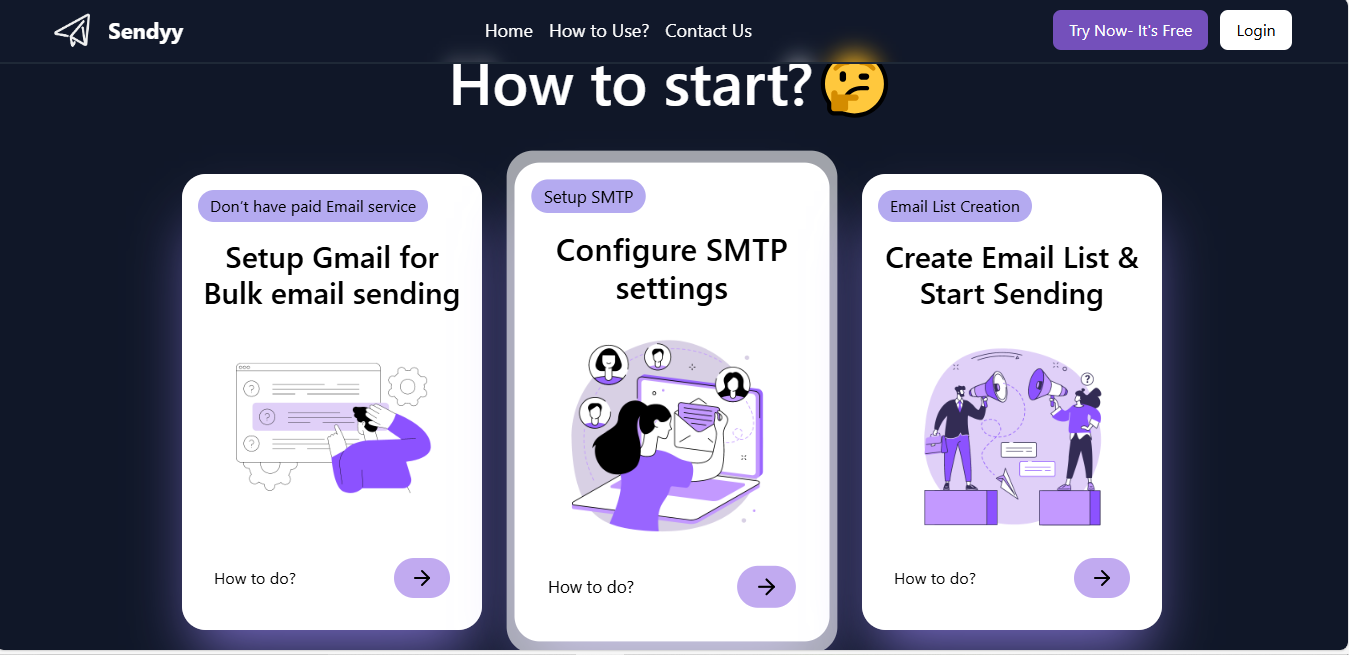 Sendyy
Home How to Use? Contact Us
Try Now- It's Free
Login
How to start?🤔
Don’t have paid Email service
Setup Gmail for
Bulk email sending
How to do?
Setup SMTP
Configure SMTP
settings
How to do?
Email List Creation
Create Email List &
Start Sending
How to do?